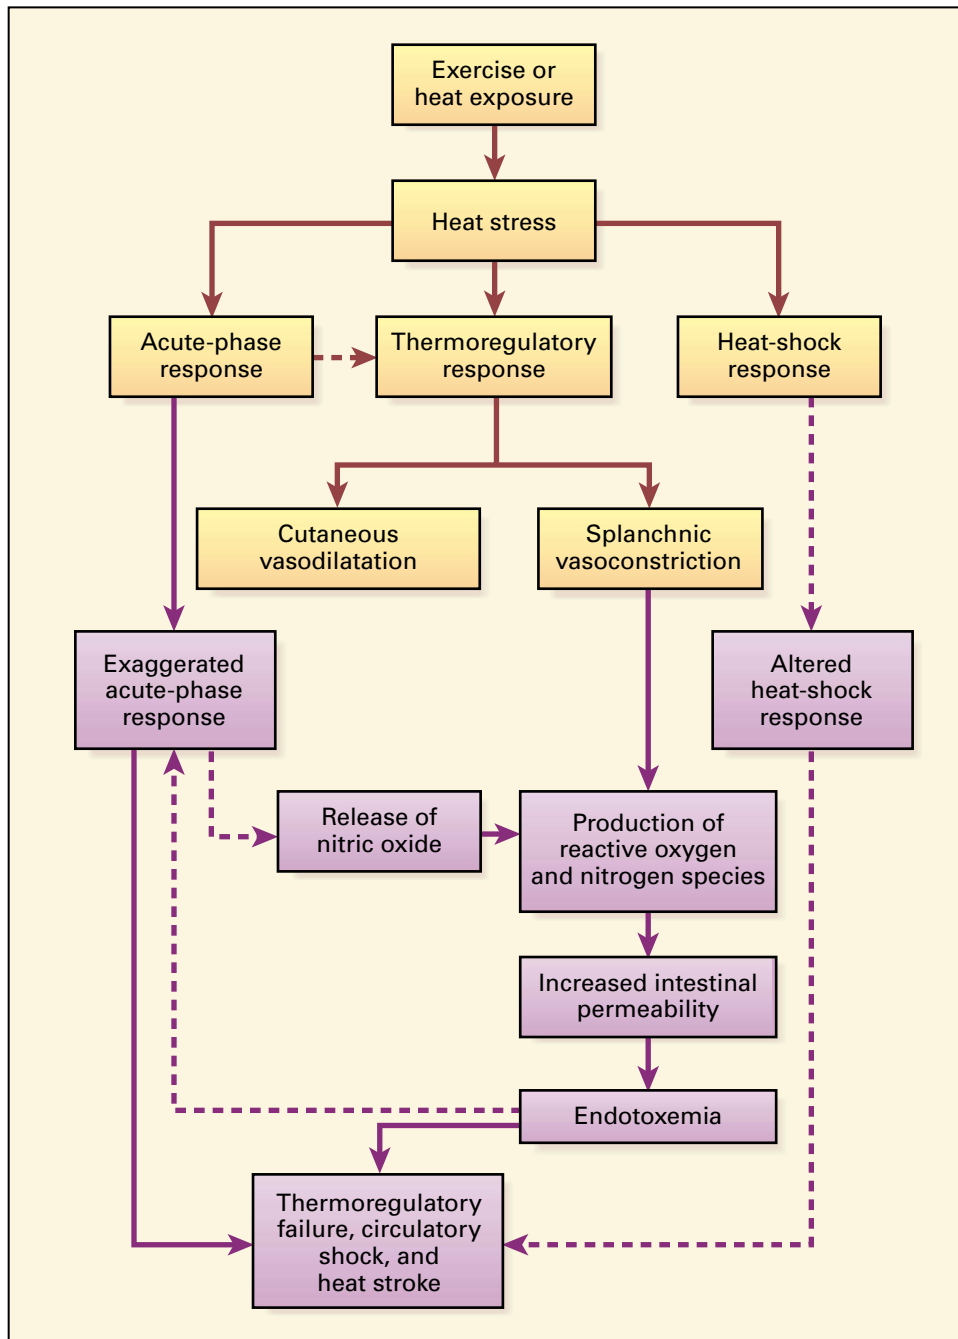 Exercise or
heat exposure
Heat stress
Acute-phase
response
Thermoregulatory
response
Heat-shock
response
Cutaneous
vasodilatation
Splanchnic
vasoconstriction
Exaggerated
acute-phase
response
Altered
heat-shock
response
Release of
nitric oxide
Production of
reactive oxygen
and nitrogen species
Increased intestinal
permeability
Endotoxemia
Thermoregulatory
failure, circulatory
shock, and
heat stroke